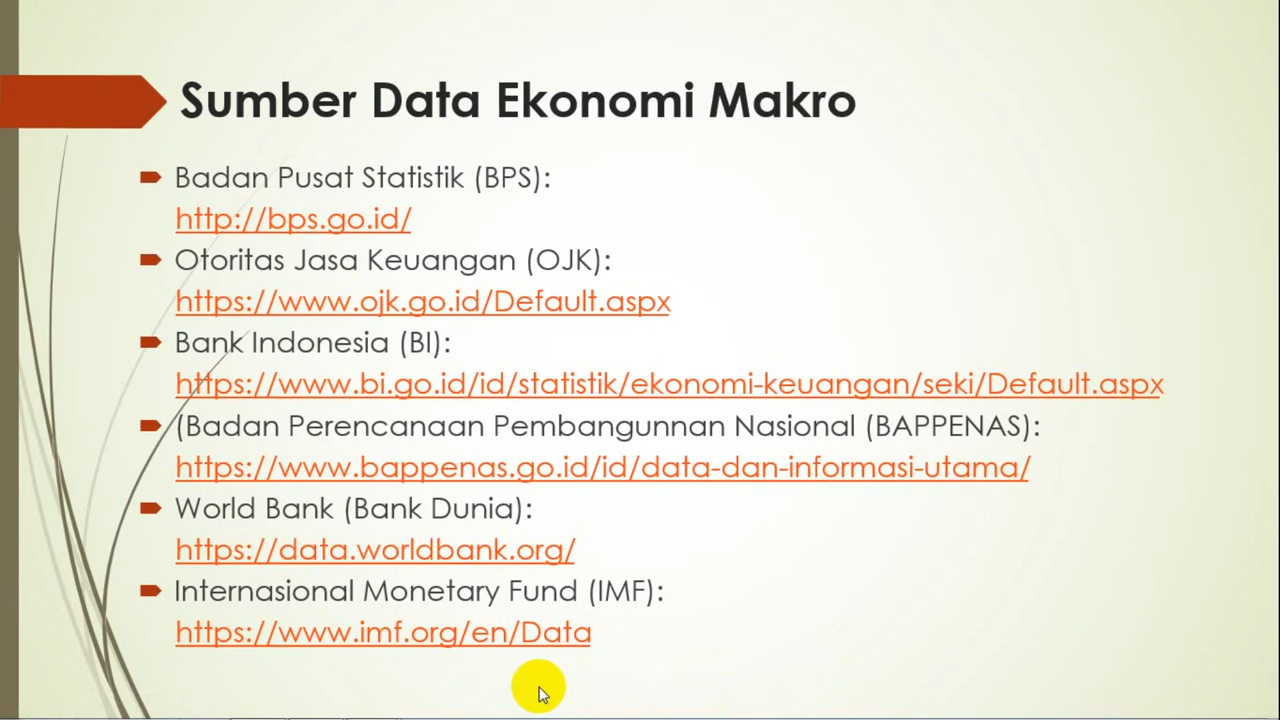 Sumber Data Ekonomi Makro
Badan Pusat Statistik (BPS):
http://bps.go.id/
Otoritas Jasa Keuangan (OJK):
https://www.ojk.go.id/Default.aspx
Bank Indonesia (BI):
https://www.bi.go.id/id/statistik/ekonomi-keuangan/seki/Default.aspx
(Badan Perencanaan Pembangunnan Nasional (BAPPENAS):
https://www.bappenas.go.id/id/data-dan-informasi-utama/
World Bank (Bank Dunia):
https://data.worldbank.org/
Internasional Monetary Fund (IMF):
https://www.imf.org/en/Data